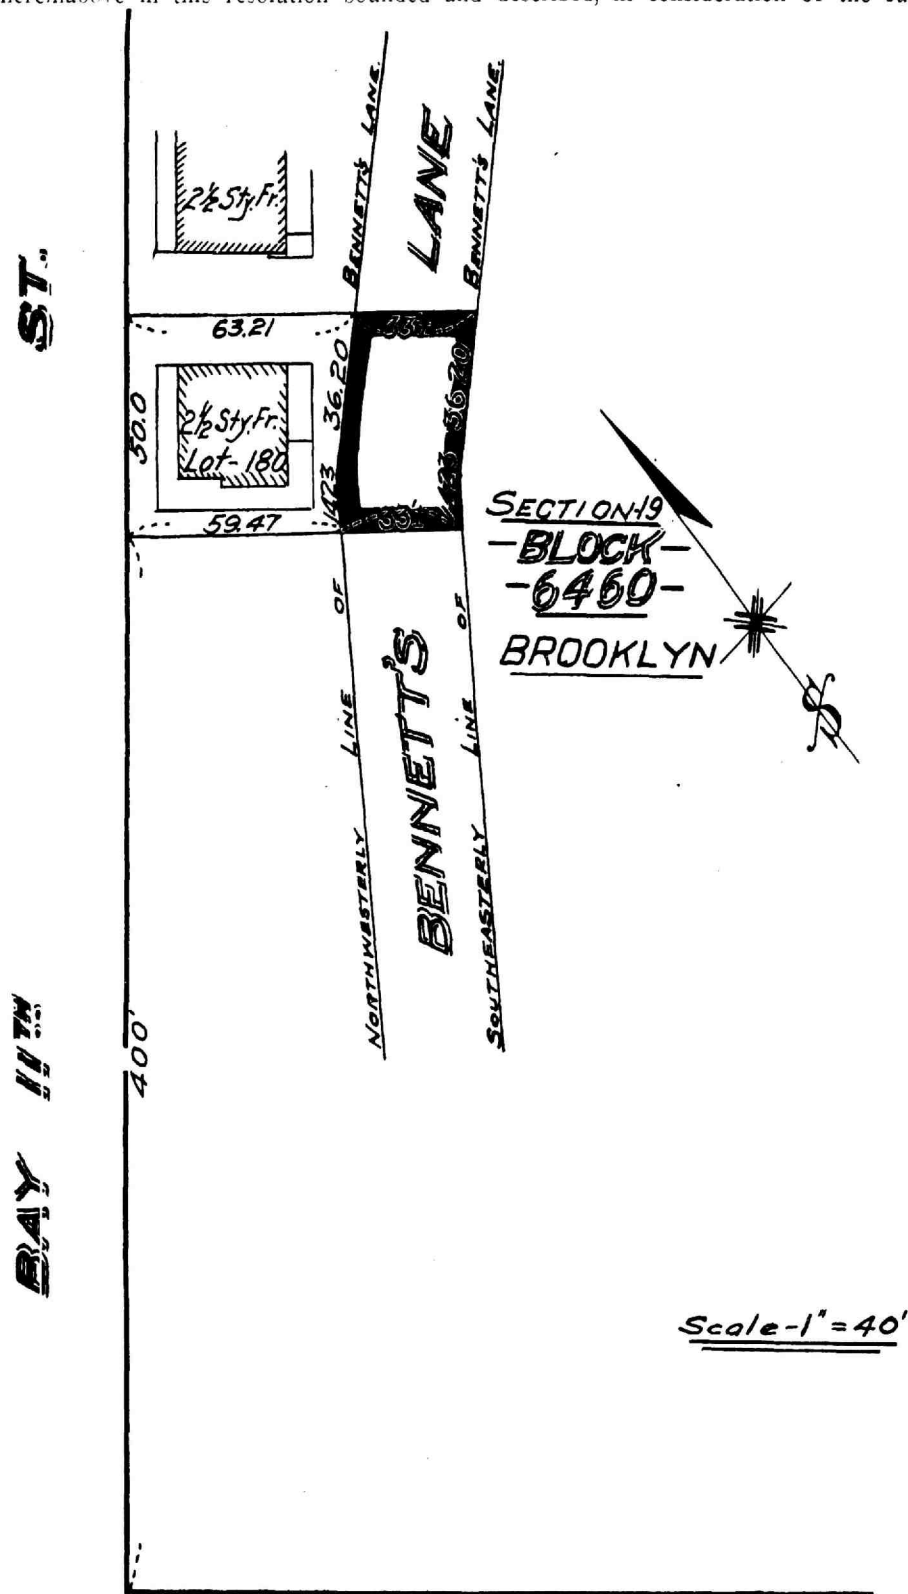 hereinabove in this resolution bounded and described, in consideration of the
BENNETT'S LANE.
LANE
BENNETT'S LANE.
2½ Sty. Fr.
ST.
63.21
33'
50.0
2½ Sty. Fr.
Lot-180
36.20
36.20
14.23
14.23
59.47
33'
SECTION-19
-BLOCK-
-6460-
BROOKLYN
S
NORTHWESTERLY LINE OF
BENNETT'S
SOUTHEASTERLY LINE OF
BAY 11TH
400'
Scale-1"=40'